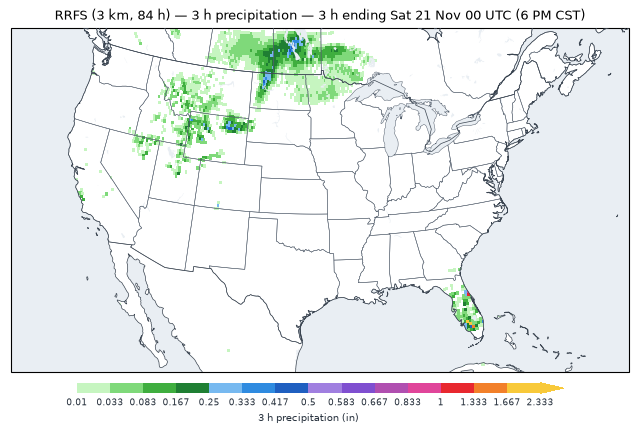 RRFS (3 km, 84 h) — 3 h precipitation — 3 h ending Sat 21 Nov 00 UTC (6 PM CST)
0.01 0.033 0.083 0.167 0.25 0.333 0.417 0.5 0.583 0.667 0.833 1 1.333 1.667 2.333
3 h precipitation (in)